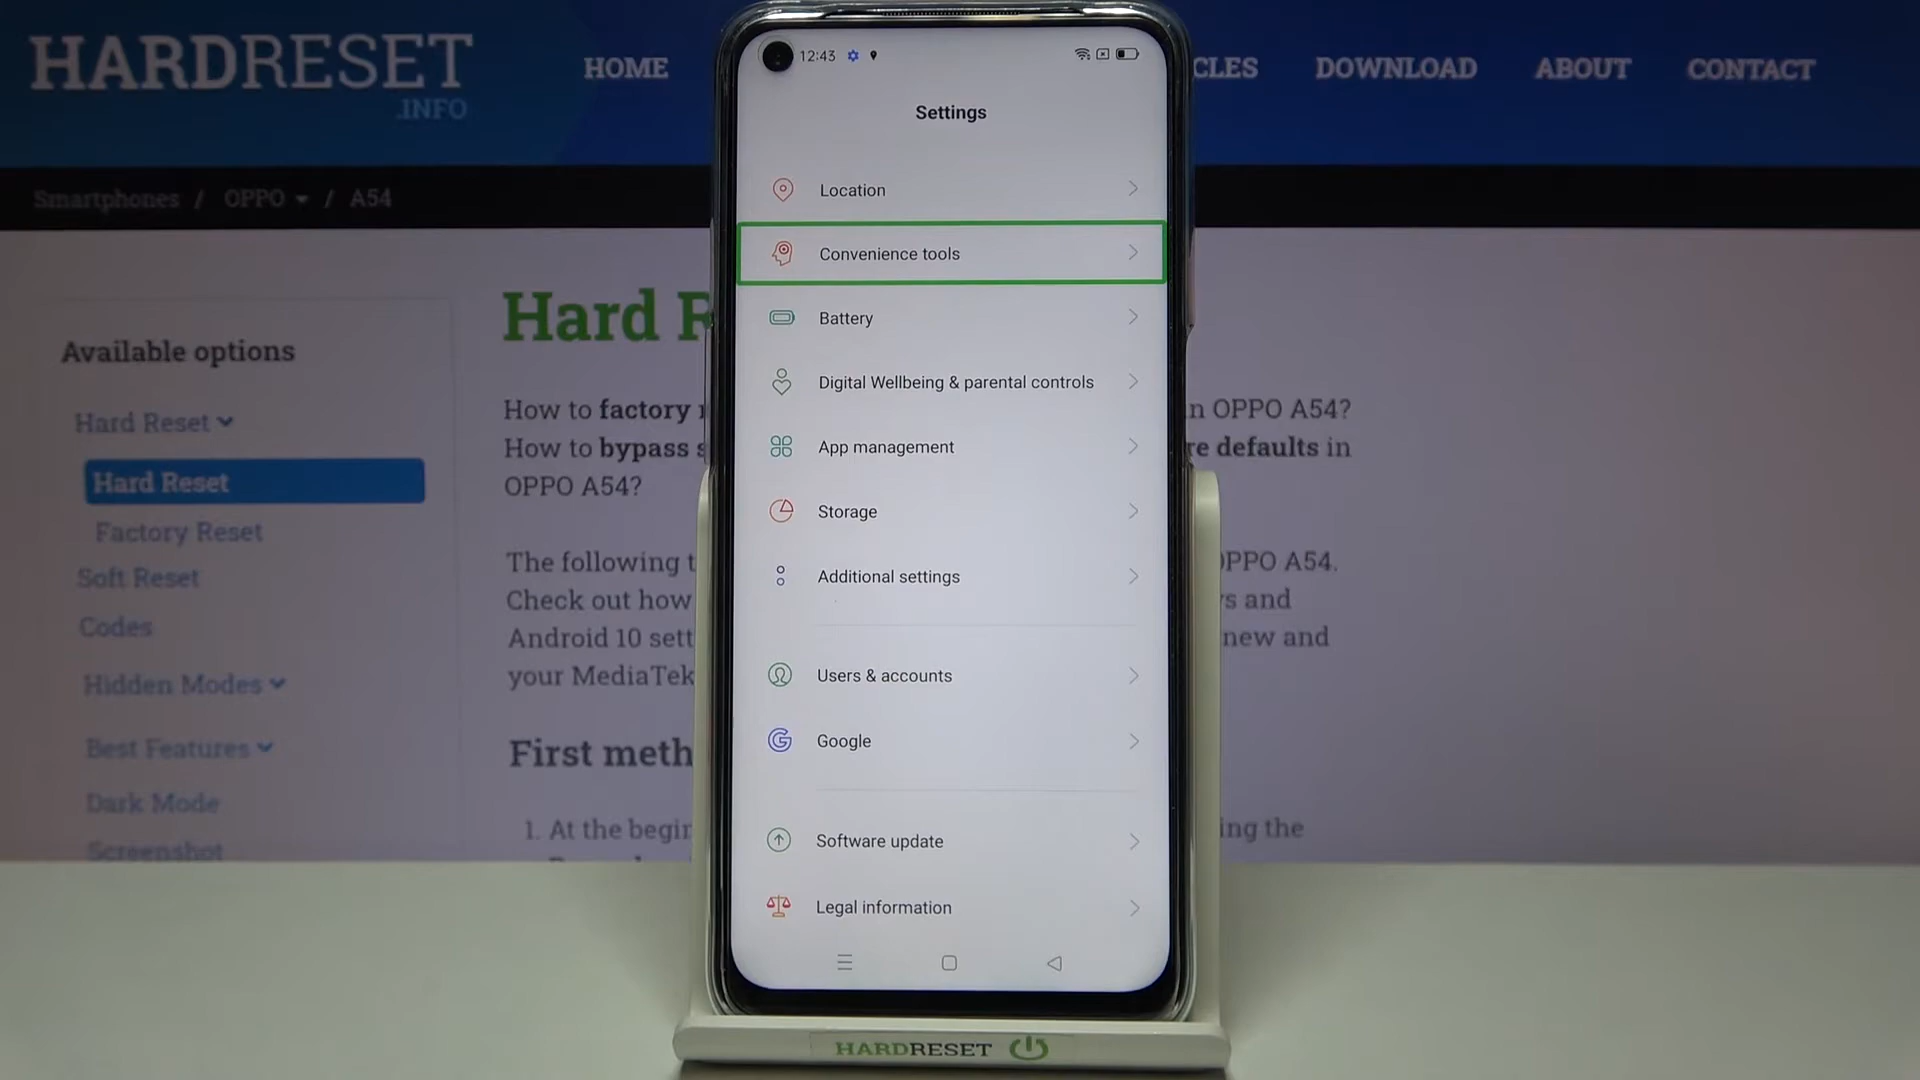 HARDRESET
.INFO
HOME
CLES
DOWNLOAD
ABOUT
CONTACT
Smartphones / OPPO / A54
Available options
Hard Reset
Hard Reset
Factory Reset
Soft Reset
Codes
Hidden Modes
Best Features
Dark Mode
Screenshot
Hard R
How to factory r
How to bypass s
OPPO A54?
The following t
Check out how
Android 10 sett
your MediaTek
First meth
1. At the begin
12:43
Settings
Location
Convenience tools
Battery
Digital Wellbeing & parental controls
App management
Storage
Additional settings
Users & accounts
Google
Software update
Legal information
n OPPO A54?
re defaults in
OPPO A54.
s and
new and
ing the
HARDRESET